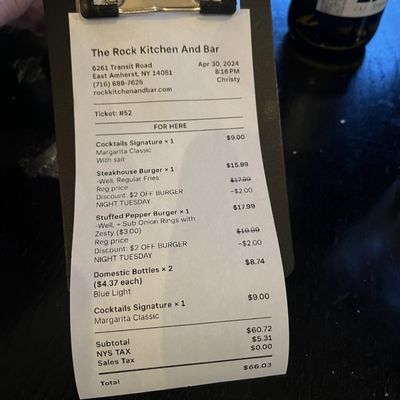 The Rock Kitchen And Bar
6261 Transit Road
East Amherst, NY 14051
(716) 688-7625
rockkitchenandbar.com
Apr 30, 2024
8:16 PM
Christy
Ticket: #52
FOR HERE
Cocktails Signature × 1 $9.00
Margarita Classic
With salt
Steakhouse Burger × 1 $15.99
-Well, Regular Fries
Reg price $17.99
Discount: $2 OFF BURGER -$2.00
NIGHT TUESDAY
Stuffed Pepper Burger × 1 $17.99
-Well, + Sub Onion Rings with
Zesty ($3.00)
Reg price $19.99
Discount: $2 OFF BURGER -$2.00
NIGHT TUESDAY
Domestic Bottles × 2 $8.74
($4.37 each)
Blue Light
Cocktails Signature × 1 $9.00
Margarita Classic
Subtotal $60.72
NYS TAX $5.31
Sales Tax $0.00
Total $66.03